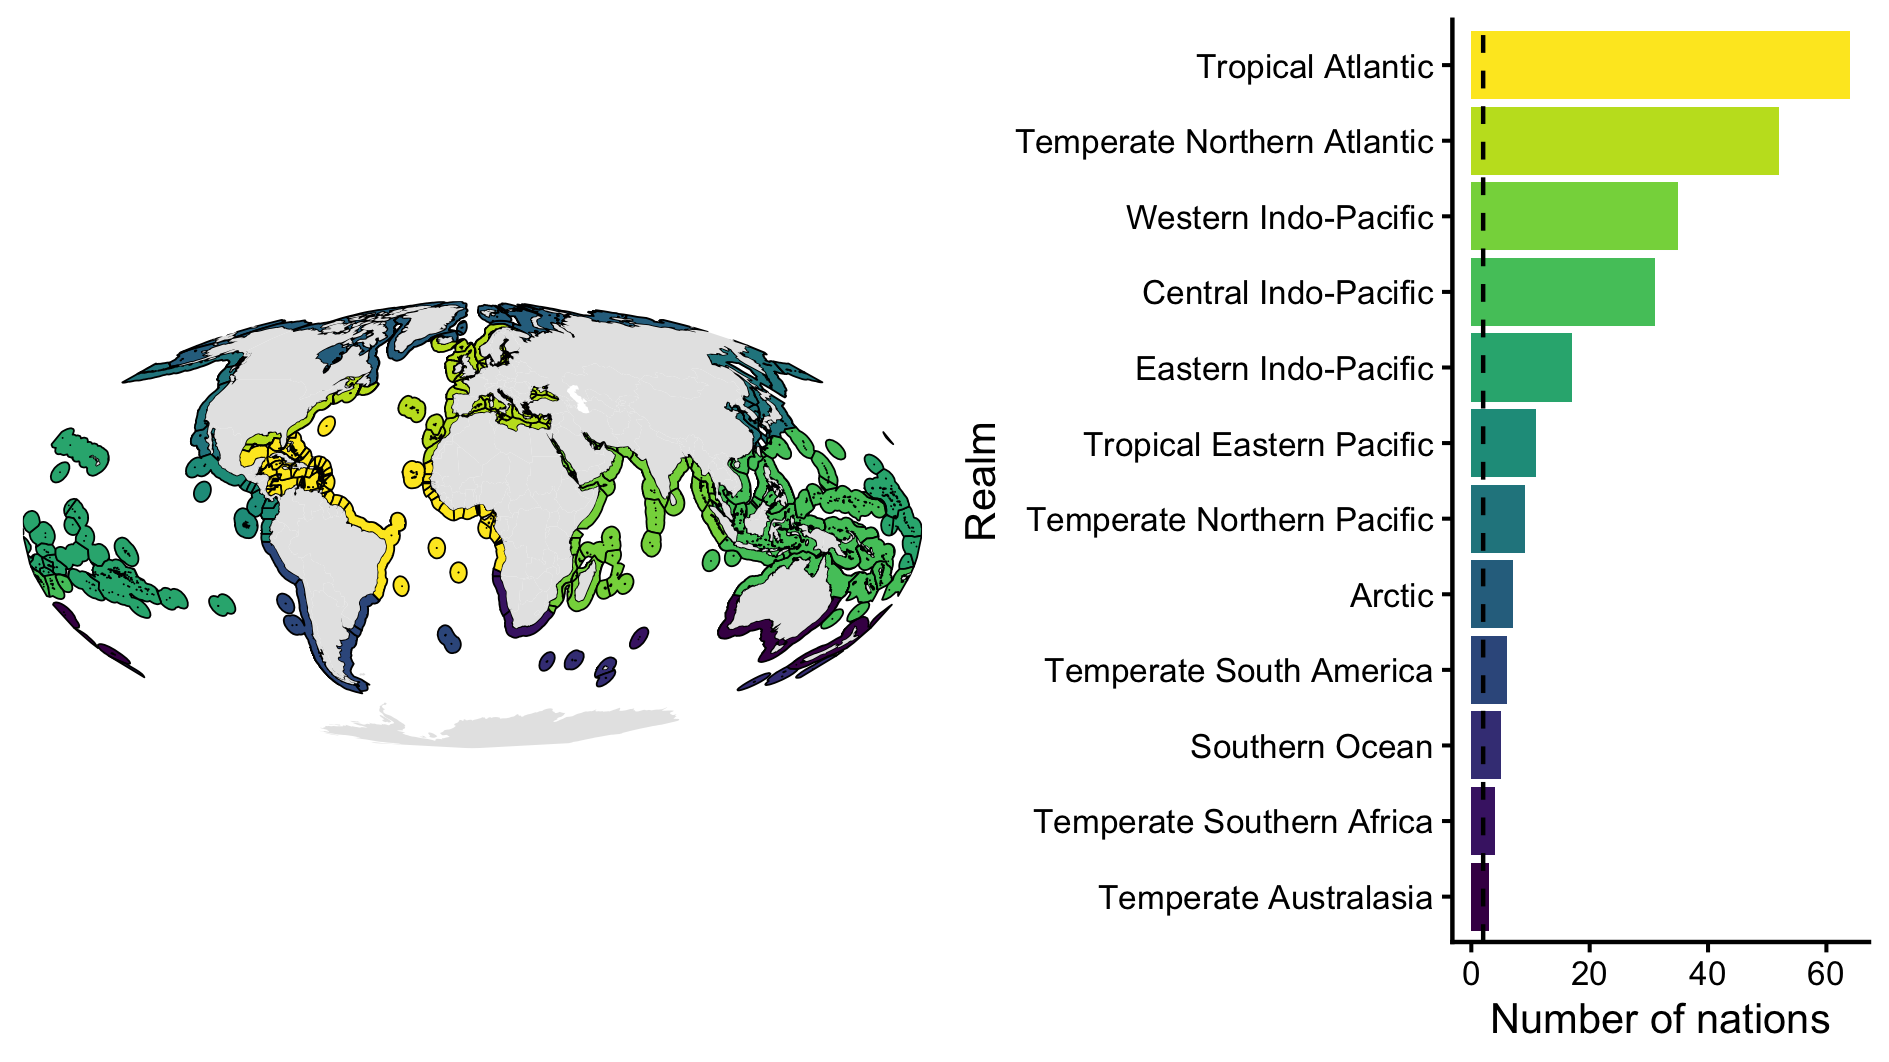 Tropical Atlantic
Temperate Northern Atlantic
Western Indo-Pacific
Central Indo-Pacific
Eastern Indo-Pacific
Tropical Eastern Pacific
Temperate Northern Pacific
Arctic
Temperate South America
Southern Ocean
Temperate Southern Africa
Temperate Australasia
Realm
0 20 40 60
Number of nations